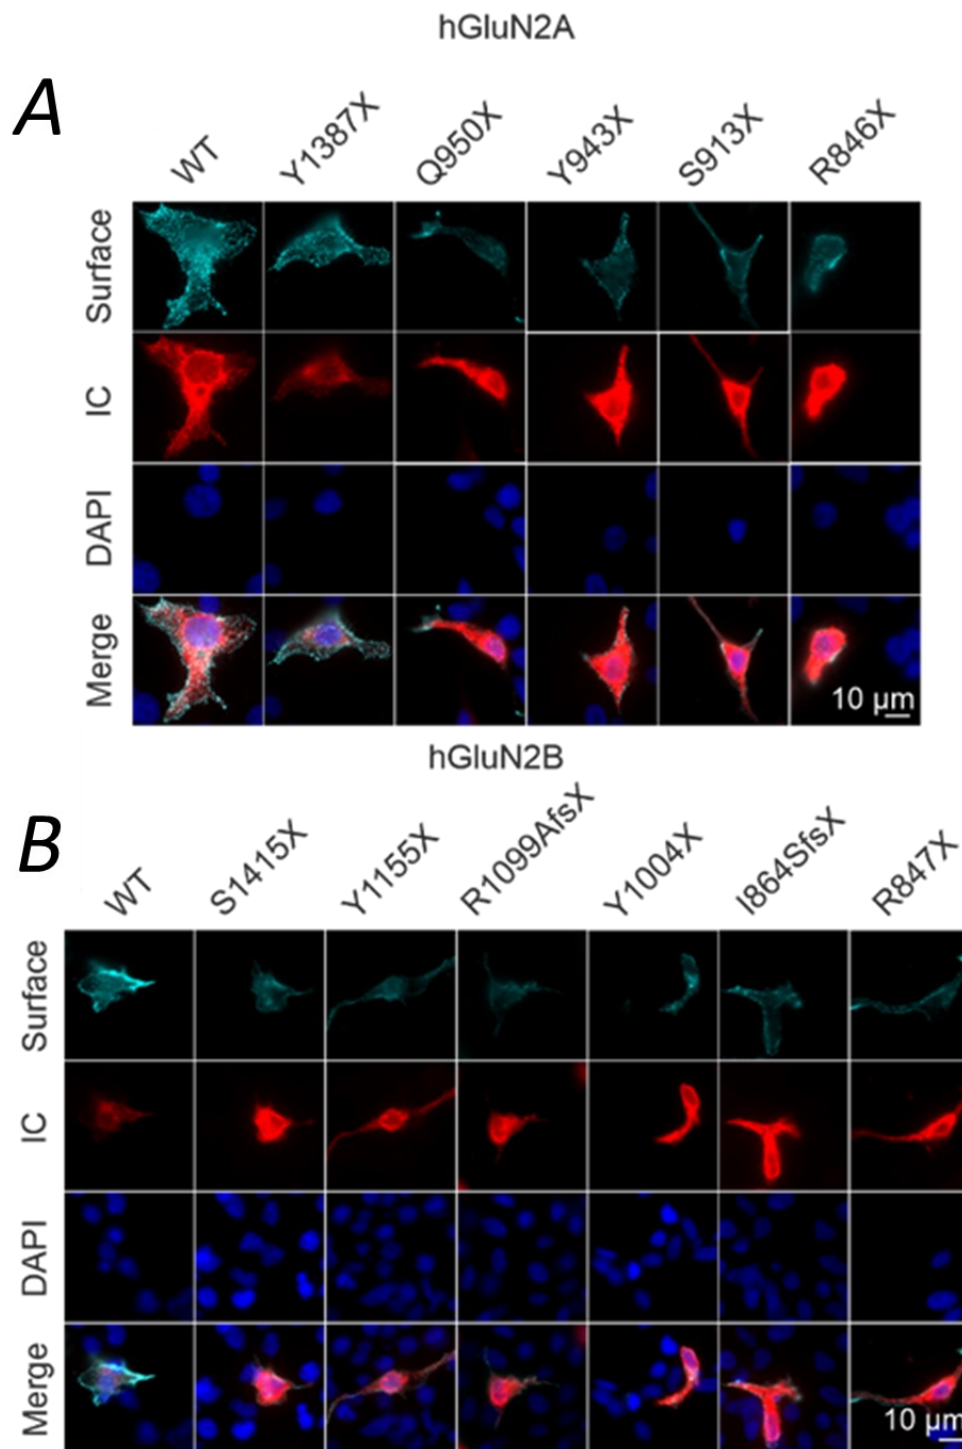 hGluN2A
A
WT Y1387X Q950X Y943X S913X R846X
Surface
IC
DAPI
Merge
10 µm
hGluN2B
B
WT S1415X Y1155X R1099AfsX Y1004X I864SfsX R847X
Surface
IC
DAPI
Merge
10 µm